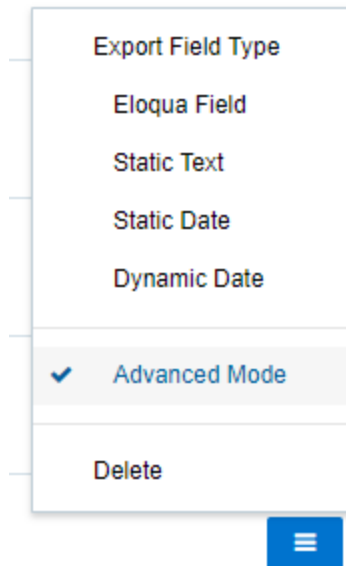 Export Field Type
Eloqua Field
Static Text
Static Date
Dynamic Date
Advanced Mode
Delete